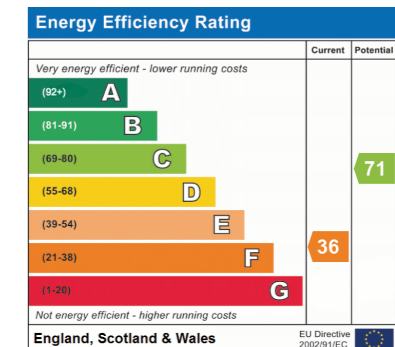 Energy Efficiency Rating
Current Potential
Very energy efficient - lower running costs
(92+) A
(81-91) B
(69-80) C
71
(55-68) D
(39-54) E
(21-38) F
36
(1-20) G
Not energy efficient - higher running costs
England, Scotland & Wales
EU Directive
2002/91/EC